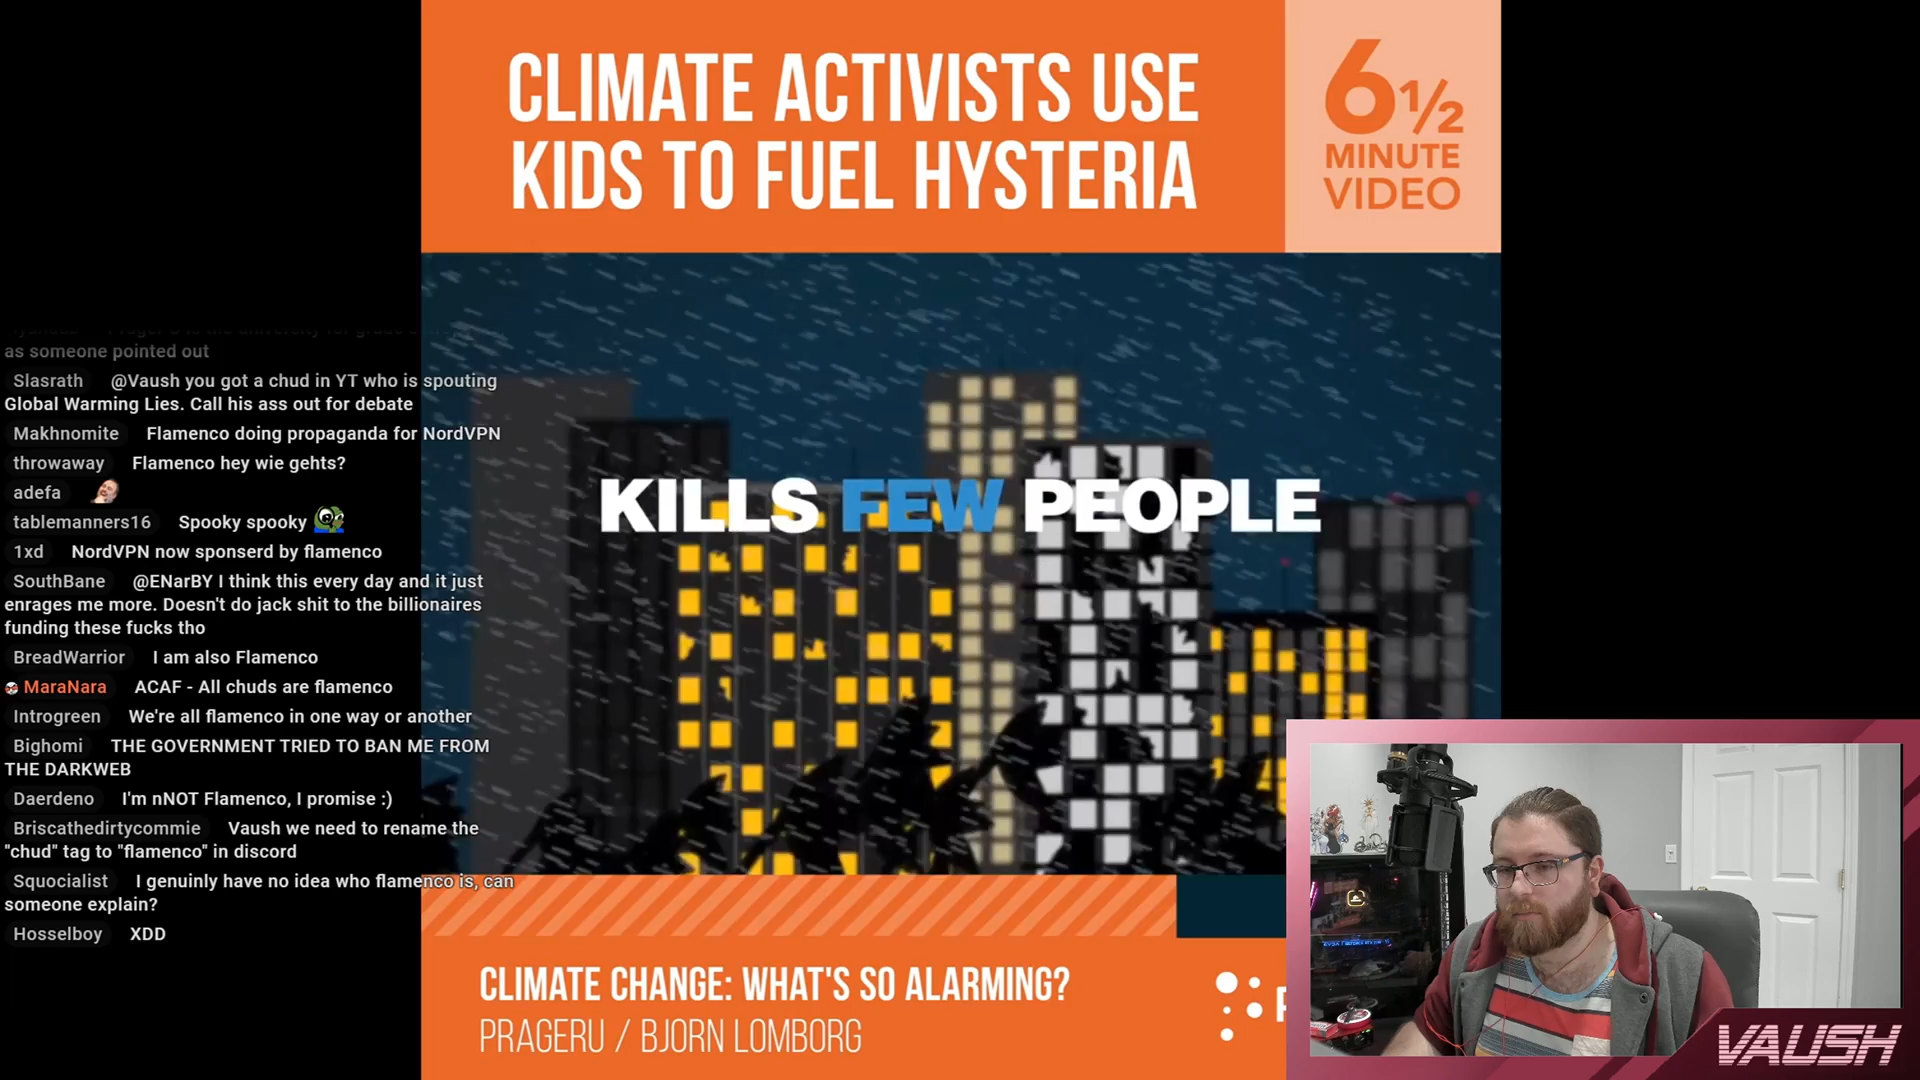 CLIMATE ACTIVISTS USE
KIDS TO FUEL HYSTERIA
6 1/2
MINUTE
VIDEO
as someone pointed out
Slasrath @Vaush you got a chud in YT who is spouting
Global Warming Lies. Call his ass out for debate
Makhnomite Flamenco doing propaganda for NordVPN
throwaway Flamenco hey wie gehts?
adefa
tablemanners16 Spooky spooky
1xd NordVPN now sponserd by flamenco
SouthBane @ENarBY I think this every day and it just
enrages me more. Doesn't do jack shit to the billionaires
funding these fucks tho
BreadWarrior I am also Flamenco
MaraNara ACAF - All chuds are flamenco
Introgreen We're all flamenco in one way or another
Bighomi THE GOVERNMENT TRIED TO BAN ME FROM
THE DARKWEB
Daerdeno I'm nNOT Flamenco, I promise :)
Briscathedirtycommie Vaush we need to rename the
"chud" tag to "flamenco" in discord
Squocialist I genuinely have no idea who flamenco is, can
someone explain?
Hosselboy XDD
KILLS FEW PEOPLE
CLIMATE CHANGE: WHAT'S SO ALARMING?
PRAGERU / BJORN LOMBORG
VAUSH